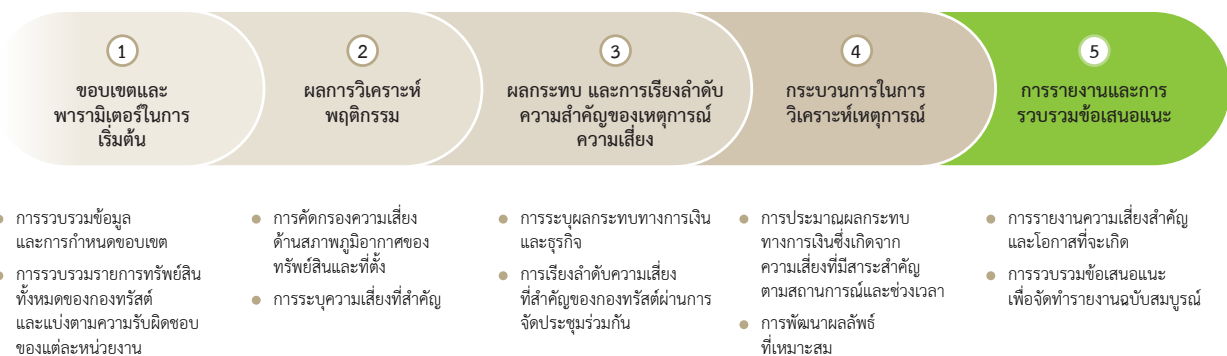 1
ขอบเขตและ
พารามิเตอร์ในการ
เริ่มต้น
2
ผลการวิเคราะห์
พฤติกรรม
3
ผลกระทบ และการเรียงลำดับ
ความสำคัญของเหตุการณ์
ความเสี่ยง
4
กระบวนการในการ
วิเคราะห์เหตุการณ์
5
การรายงานและการ
รวบรวมข้อเสนอแนะ
การรวบรวมข้อมูล
และการกำหนดขอบเขต
การรวบรวมรายการทรัพย์สิน
ทั้งหมดของกองทรัสต์
และแบ่งตามความรับผิดชอบ
ของแต่ละหน่วยงาน
การคัดกรองความเสี่ยง
ด้านสภาพภูมิอากาศของ
ทรัพย์สินและที่ตั้ง
การระบุความเสี่ยงที่สำคัญ
การระบุผลกระทบทางการเงิน
และธุรกิจ
การเรียงลำดับความเสี่ยง
ที่สำคัญของกองทรัสต์ผ่านการ
จัดประชุมร่วมกัน
การประมาณผลกระทบ
ทางการเงินซึ่งเกิดจาก
ความเสี่ยงที่มีสาระสำคัญ
ตามสถานการณ์และช่วงเวลา
การพัฒนาผลลัพธ์
ที่เหมาะสม
การรายงานความเสี่ยงสำคัญ
และโอกาสที่จะเกิด
การรวบรวมข้อเสนอแนะ
เพื่อจัดทำรายงานฉบับสมบูรณ์